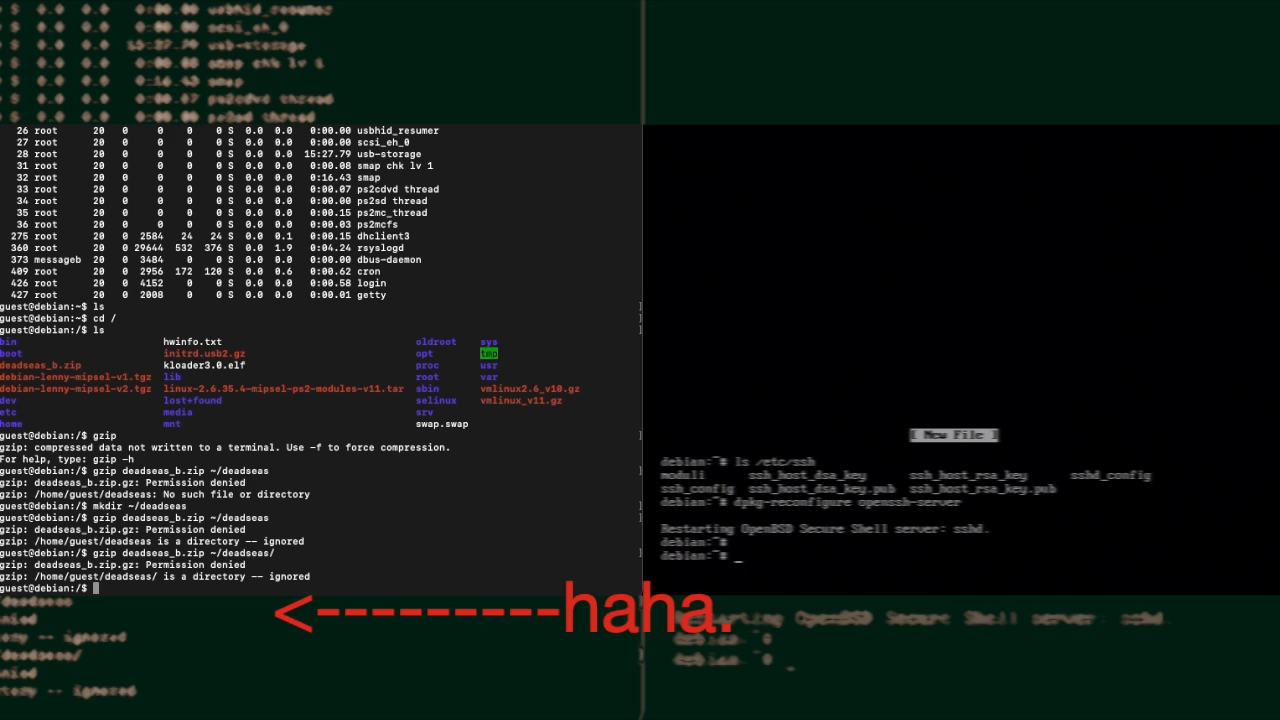 26 root 20 0 0 0 0 S 0.0 0.0 0:00.00 usbhid_resumer
27 root 20 0 0 0 0 S 0.0 0.0 0:00.00 scsi_eh_0
28 root 20 0 0 0 0 S 0.0 0.0 15:27.79 usb-storage
31 root 20 0 0 0 0 S 0.0 0.0 0:00.08 smap chk lv 1
32 root 20 0 0 0 0 S 0.0 0.0 0:16.43 smap
33 root 20 0 0 0 0 S 0.0 0.0 0:00.07 ps2cdvd thread
34 root 20 0 0 0 0 S 0.0 0.0 0:00.00 ps2sd thread
35 root 20 0 0 0 0 S 0.0 0.0 0:00.15 ps2mc_thread
36 root 20 0 0 0 0 S 0.0 0.0 0:00.03 ps2mcfs
275 root 20 0 2584 24 24 S 0.0 0.1 0:00.15 dhclient3
360 root 20 0 29644 532 376 S 0.0 1.9 0:04.24 rsyslogd
373 messageb 20 0 3484 0 0 S 0.0 0.0 0:00.00 dbus-daemon
409 root 20 0 2956 172 120 S 0.0 0.6 0:00.62 cron
426 root 20 0 4152 0 0 S 0.0 0.0 0:00.58 login
427 root 20 0 2008 0 0 S 0.0 0.0 0:00.01 getty
guest@debian:~$ ls
guest@debian:~$ cd /
guest@debian:/$ ls
bin hwinfo.txt oldroot sys
boot initrd.usb2.gz opt tmp
deadseas_b.zip kloader3.0.elf proc usr
debian-lenny-mipsel-v1.tgz lib root var
debian-lenny-mipsel-v2.tgz linux-2.6.35.4-mipsel-ps2-modules-v11.tar sbin vmlinux2.6_v10.gz
dev lost+found selinux vmlinux_v11.gz
etc media srv
home mnt swap.swap
guest@debian:/$ gzip
gzip: compressed data not written to a terminal. Use -f to force compression.
For help, type: gzip -h
guest@debian:/$ gzip deadseas_b.zip ~/deadseas
gzip: deadseas_b.zip.gz: Permission denied
gzip: /home/guest/deadseas: No such file or directory
guest@debian:/$ mkdir ~/deadseas
guest@debian:/$ gzip deadseas_b.zip ~/deadseas
gzip: deadseas_b.zip.gz: Permission denied
gzip: /home/guest/deadseas is a directory -- ignored
guest@debian:/$ gzip deadseas_b.zip ~/deadseas/
gzip: deadseas_b.zip.gz: Permission denied
gzip: /home/guest/deadseas/ is a directory -- ignored
guest@debian:/$
[ New File ]
debian:~# ls /etc/ssh
moduli ssh_host_dsa_key ssh_host_rsa_key sshd_config
ssh_config ssh_host_dsa_key.pub ssh_host_rsa_key.pub
debian:~# dpkg-reconfigure openssh-server
Restarting OpenBSD Secure Shell server: sshd.
debian:~#
debian:~# _
<---------haha.